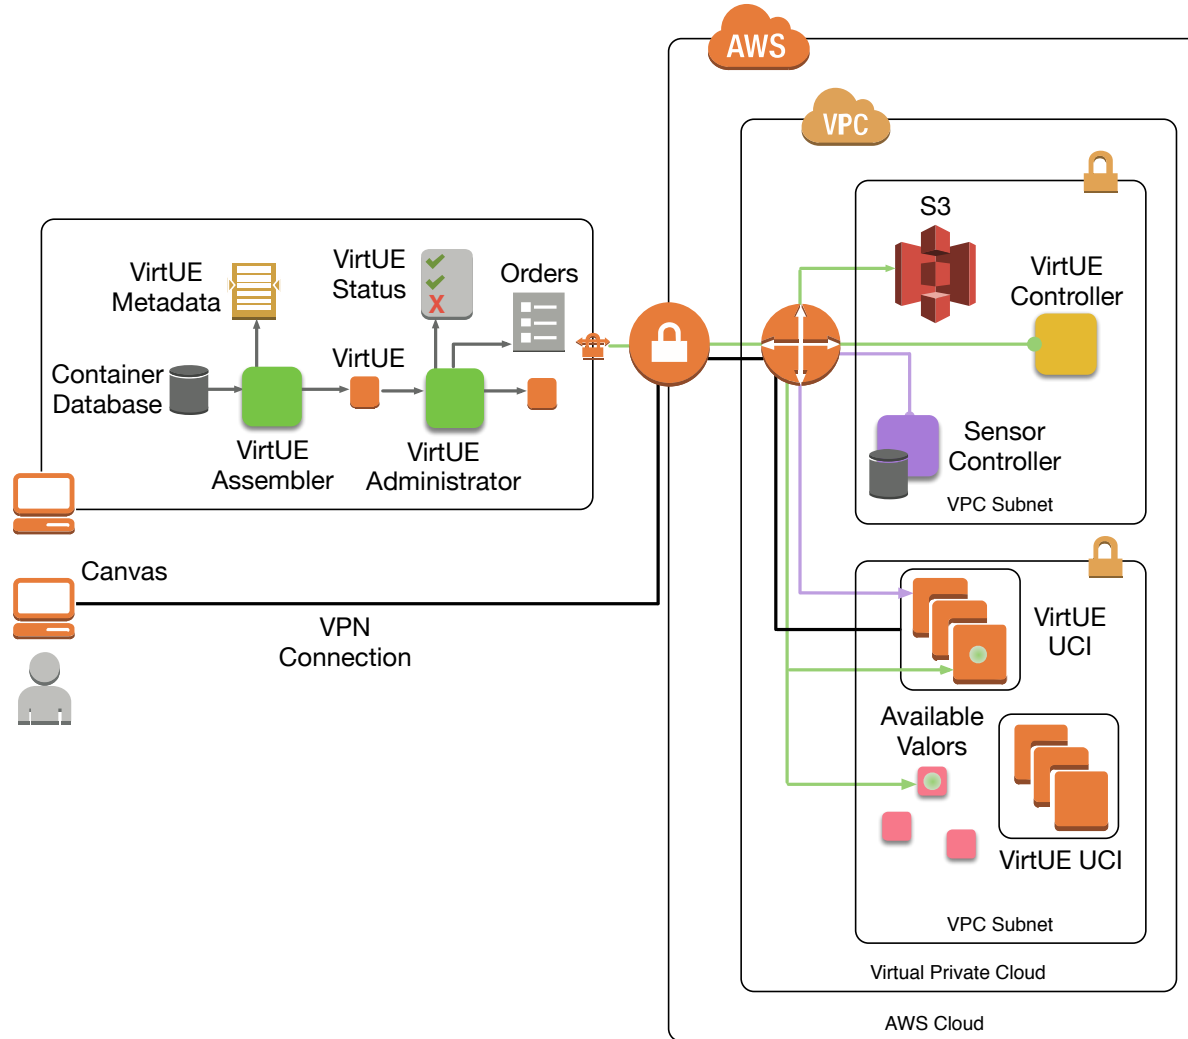 AWS
VPC
S3
VirtUE
Controller
Sensor
Controller
VPC Subnet
VirtUE
Metadata
VirtUE
Status
X
Orders
VirtUE
Container
Database
VirtUE
Assembler
VirtUE
Administrator
Canvas
VPN
Connection
VirtUE
UCI
Available
Valors
VirtUE UCI
VPC Subnet
Virtual Private Cloud
AWS Cloud